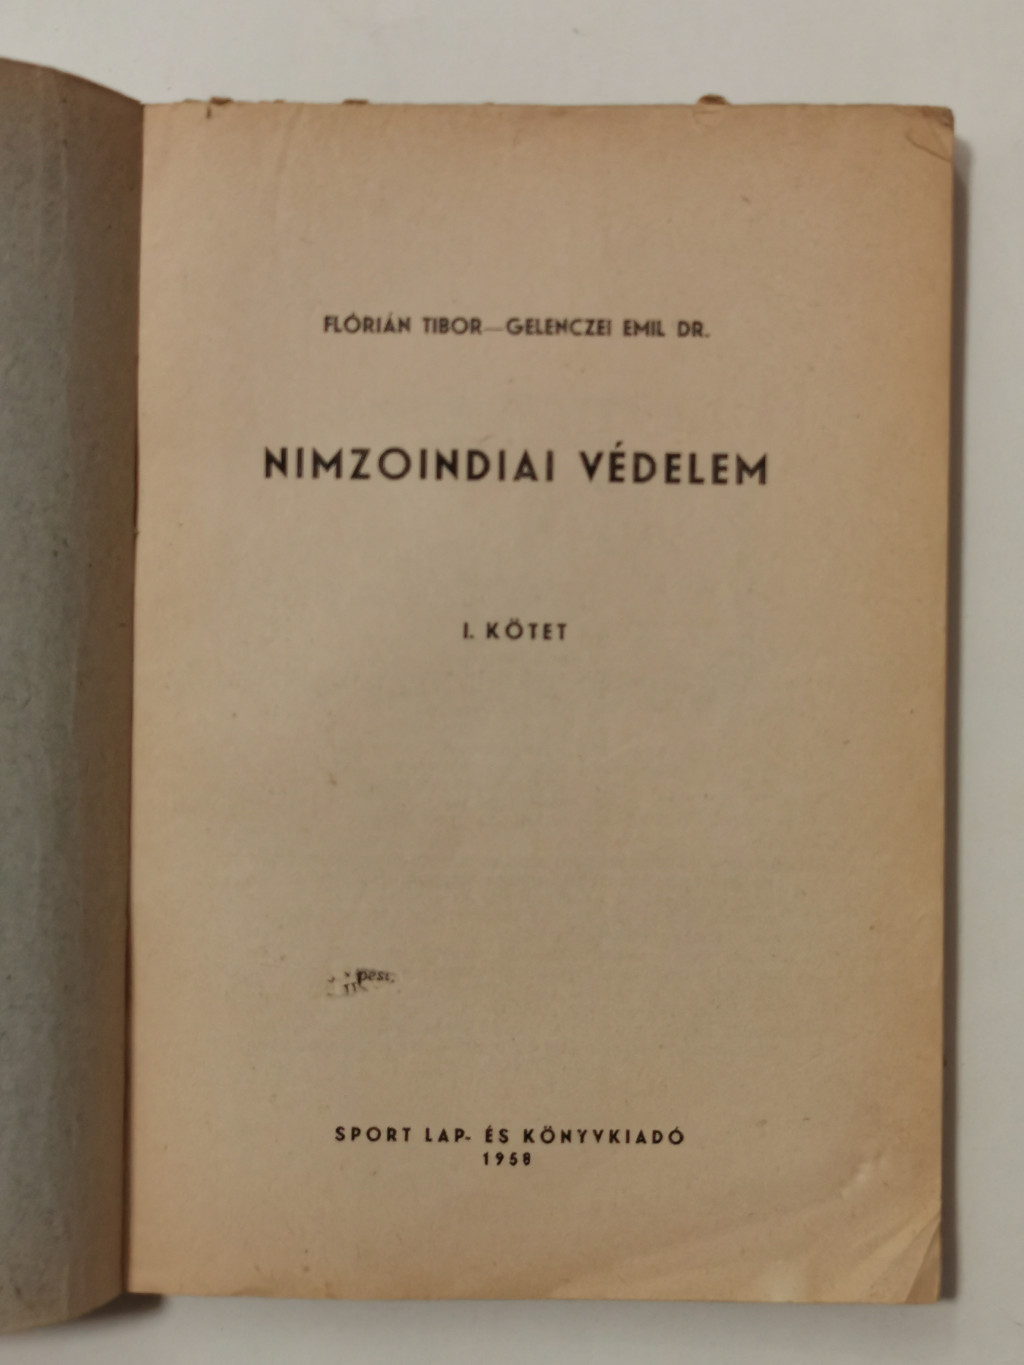 FLÓRIÁN TIBOR—GELENCZEI EMIL DR.
NIMZOINDIAI VÉDELEM
I. KÖTET
SPORT LAP- ÉS KÖNYVKIADÓ
1958